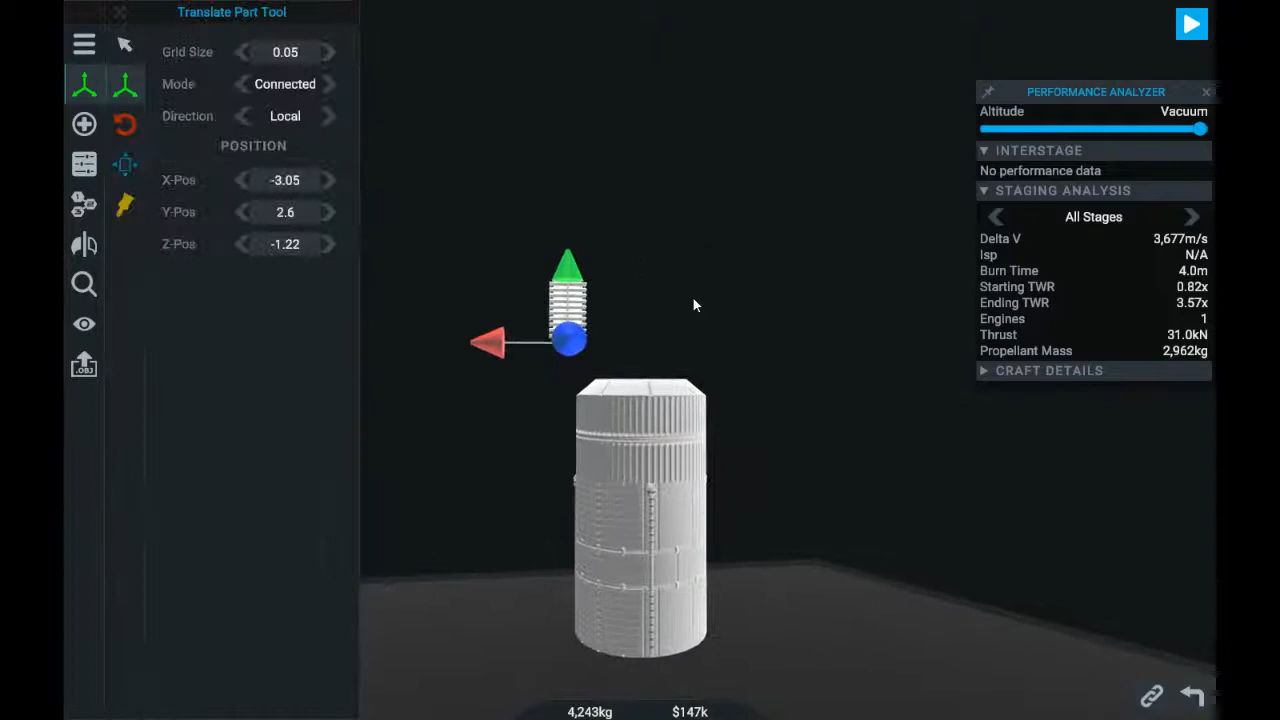 Translate Part Tool
Grid Size 0.05
Mode Connected
Direction Local
POSITION
X-Pos -3.05
Y-Pos 2.6
Z-Pos -1.22
.OBJ
PERFORMANCE ANALYZER
Altitude Vacuum
INTERSTAGE
No performance data
STAGING ANALYSIS
All Stages
Delta V 3,677m/s
Isp N/A
Burn Time 4.0m
Starting TWR 0.82x
Ending TWR 3.57x
Engines 1
Thrust 31.0kN
Propellant Mass 2,962kg
CRAFT DETAILS
4,243kg $147k